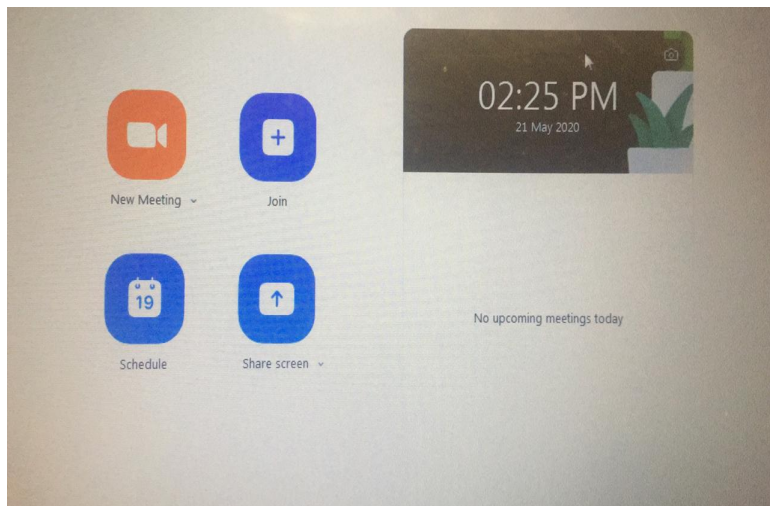 02:25 PM
21 May 2020
New Meeting
Join
19
Schedule
Share screen
No upcoming meetings today